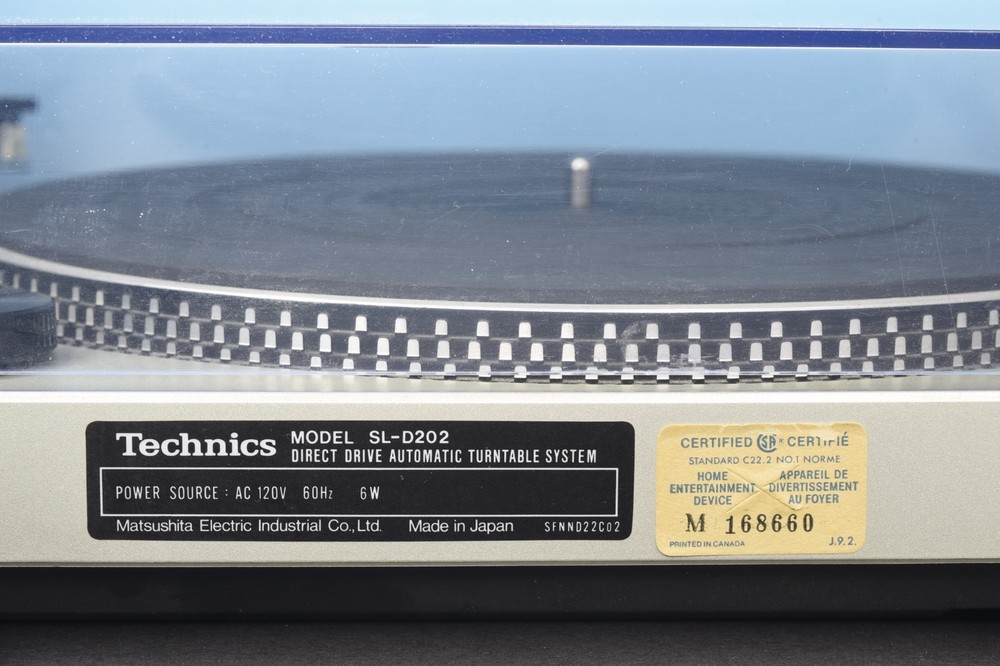 Technics MODEL SL-D202
DIRECT DRIVE AUTOMATIC TURNTABLE SYSTEM
POWER SOURCE : AC 120V 60Hz 6W
Matsushita Electric Industrial Co., Ltd. Made in Japan SFNND22C02
CERTIFIED SA ® CERTIFIÉ
STANDARD C22.2 NO.1 NORME
HOME APPAREIL DE
ENTERTAINMENT DIVERTISSEMENT
DEVICE AU FOYER
M 168660
PRINTED IN CANADA J.9.2.